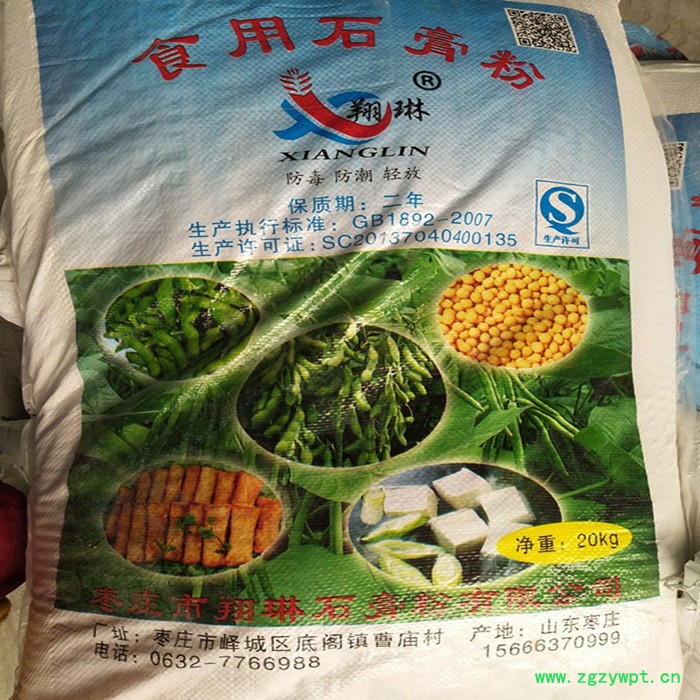 食用石膏粉
翔琳®
XIANGLIN
防毒 防潮 轻放
保质期：二年
生产执行标准：GB1892-2007
生产许可证：SC20137040400135
生产许可
净重：20kg
枣庄市翔琳石膏粉有限公司
厂址：枣庄市峄城区底阁镇曹庙村
产地：山东枣庄
电话：0632-7766988
15666370999
www.zgzywpt.cn